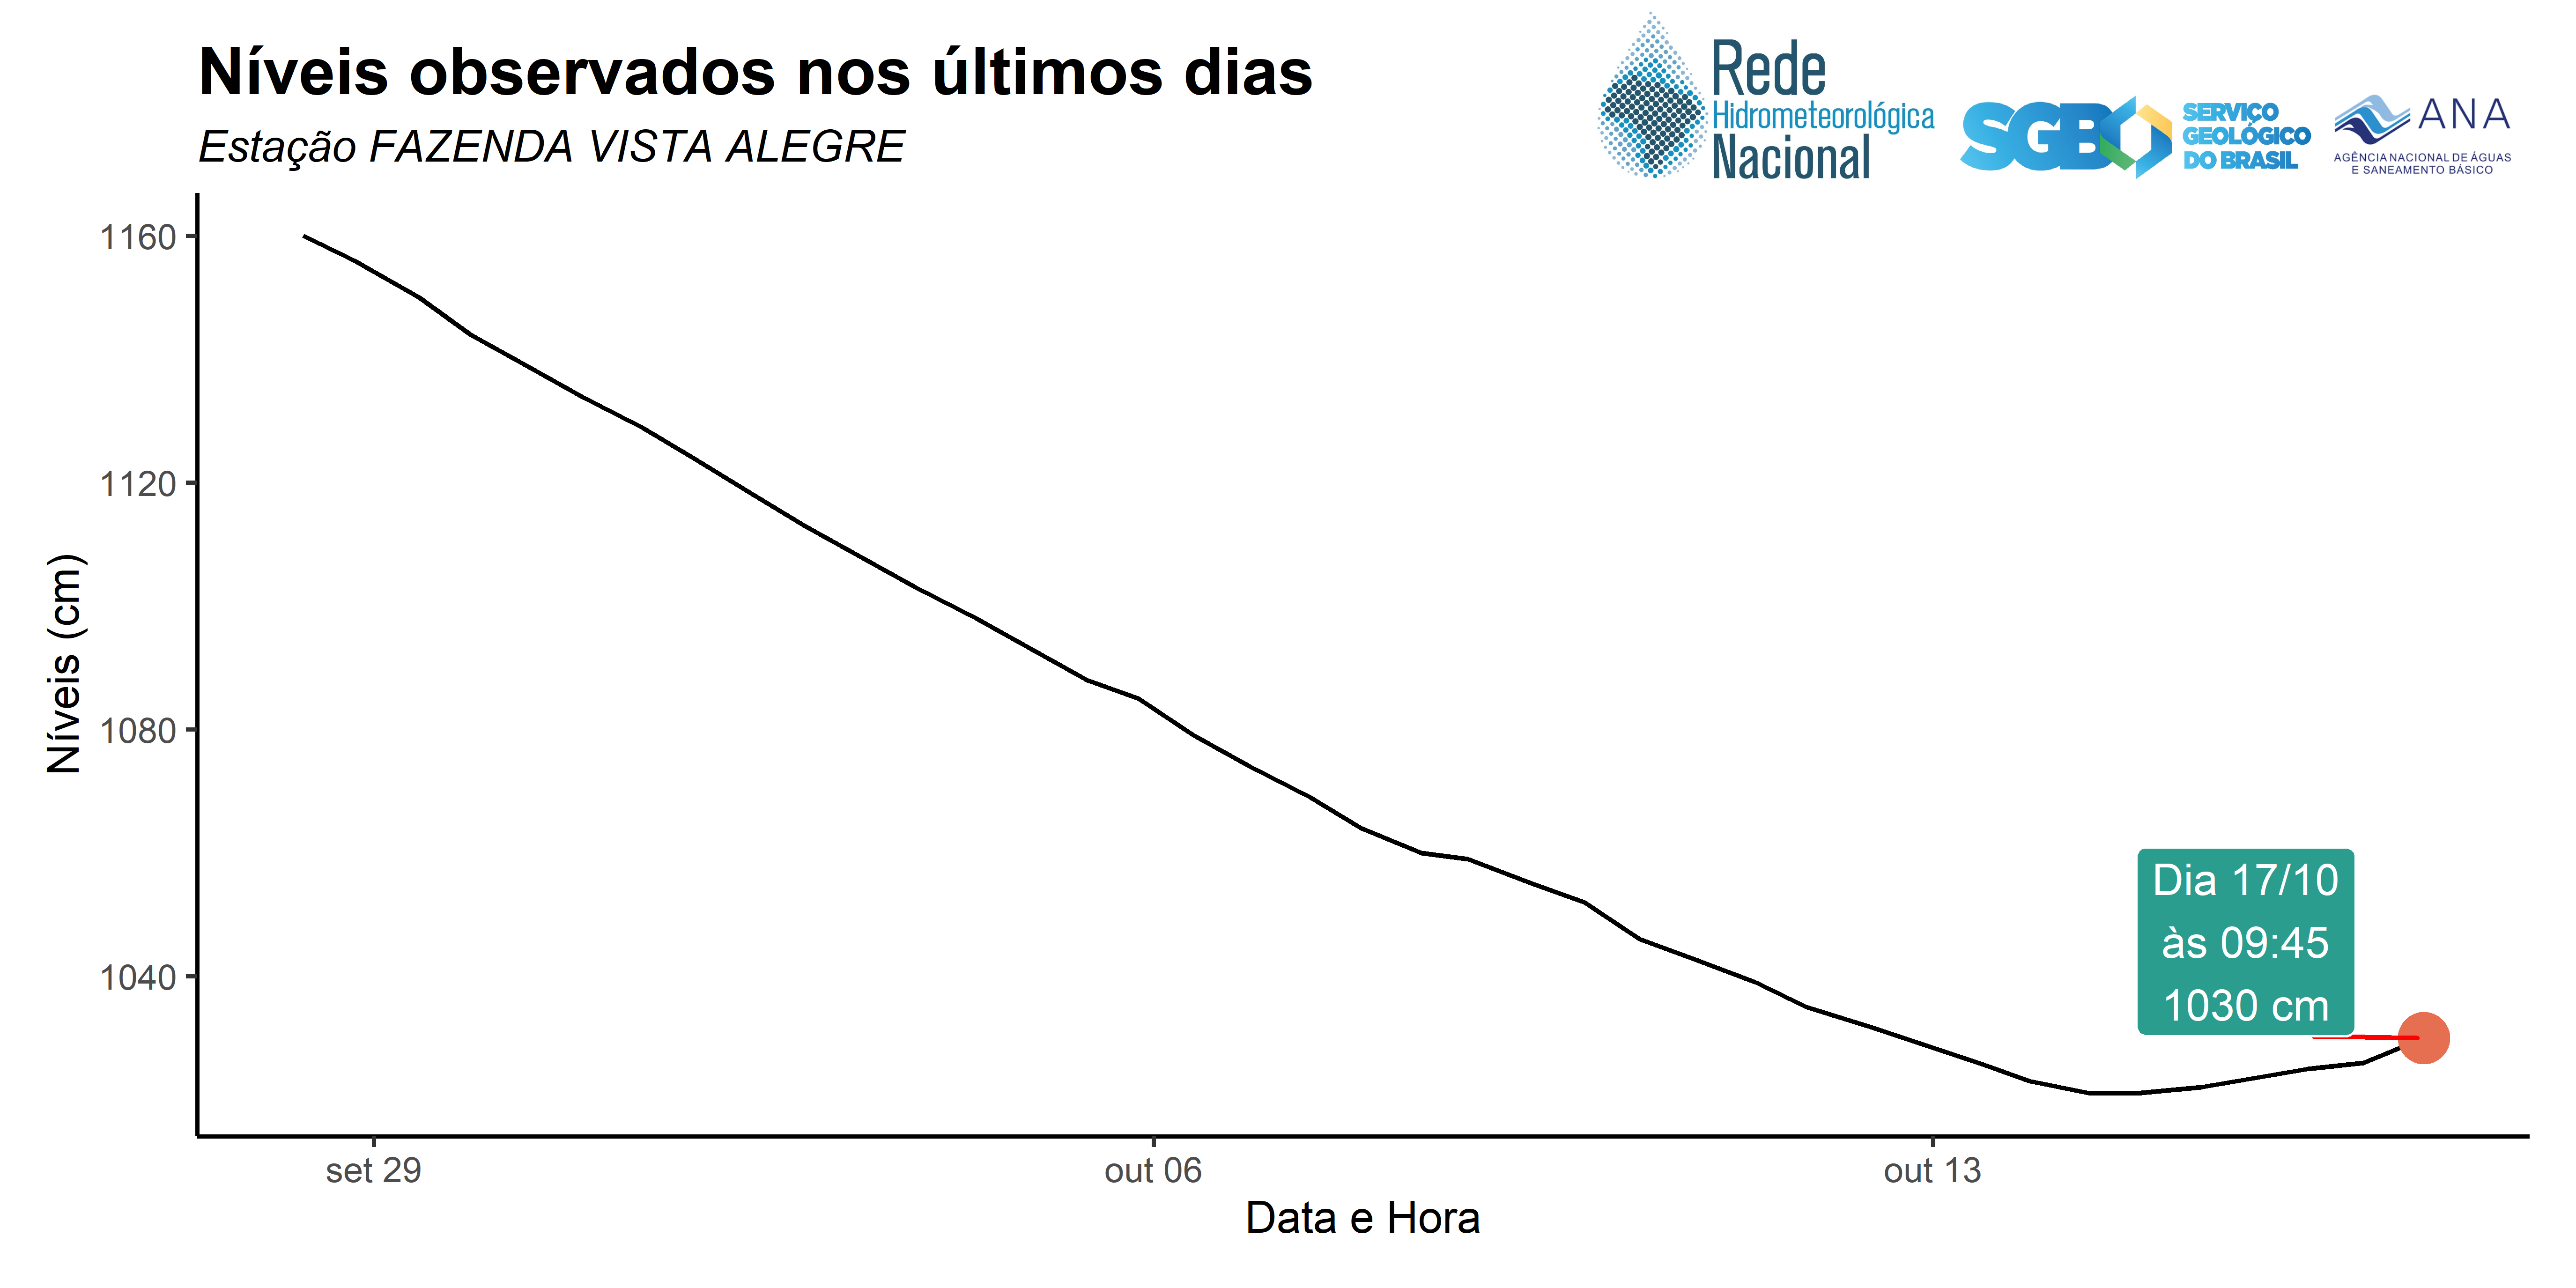 Níveis observados nos últimos dias
Estação FAZENDA VISTA ALEGRE
Rede
Hidrometeorológica
Nacional
SGB
SERVIÇO
GEOLÓGICO
DO BRASIL
ANA
AGÊNCIA NACIONAL DE ÁGUAS
E SANEAMENTO BÁSICO
Níveis (cm)
1160
1120
1080
1040
Dia 17/10
às 09:45
1030 cm
set 29
out 06
out 13
Data e Hora